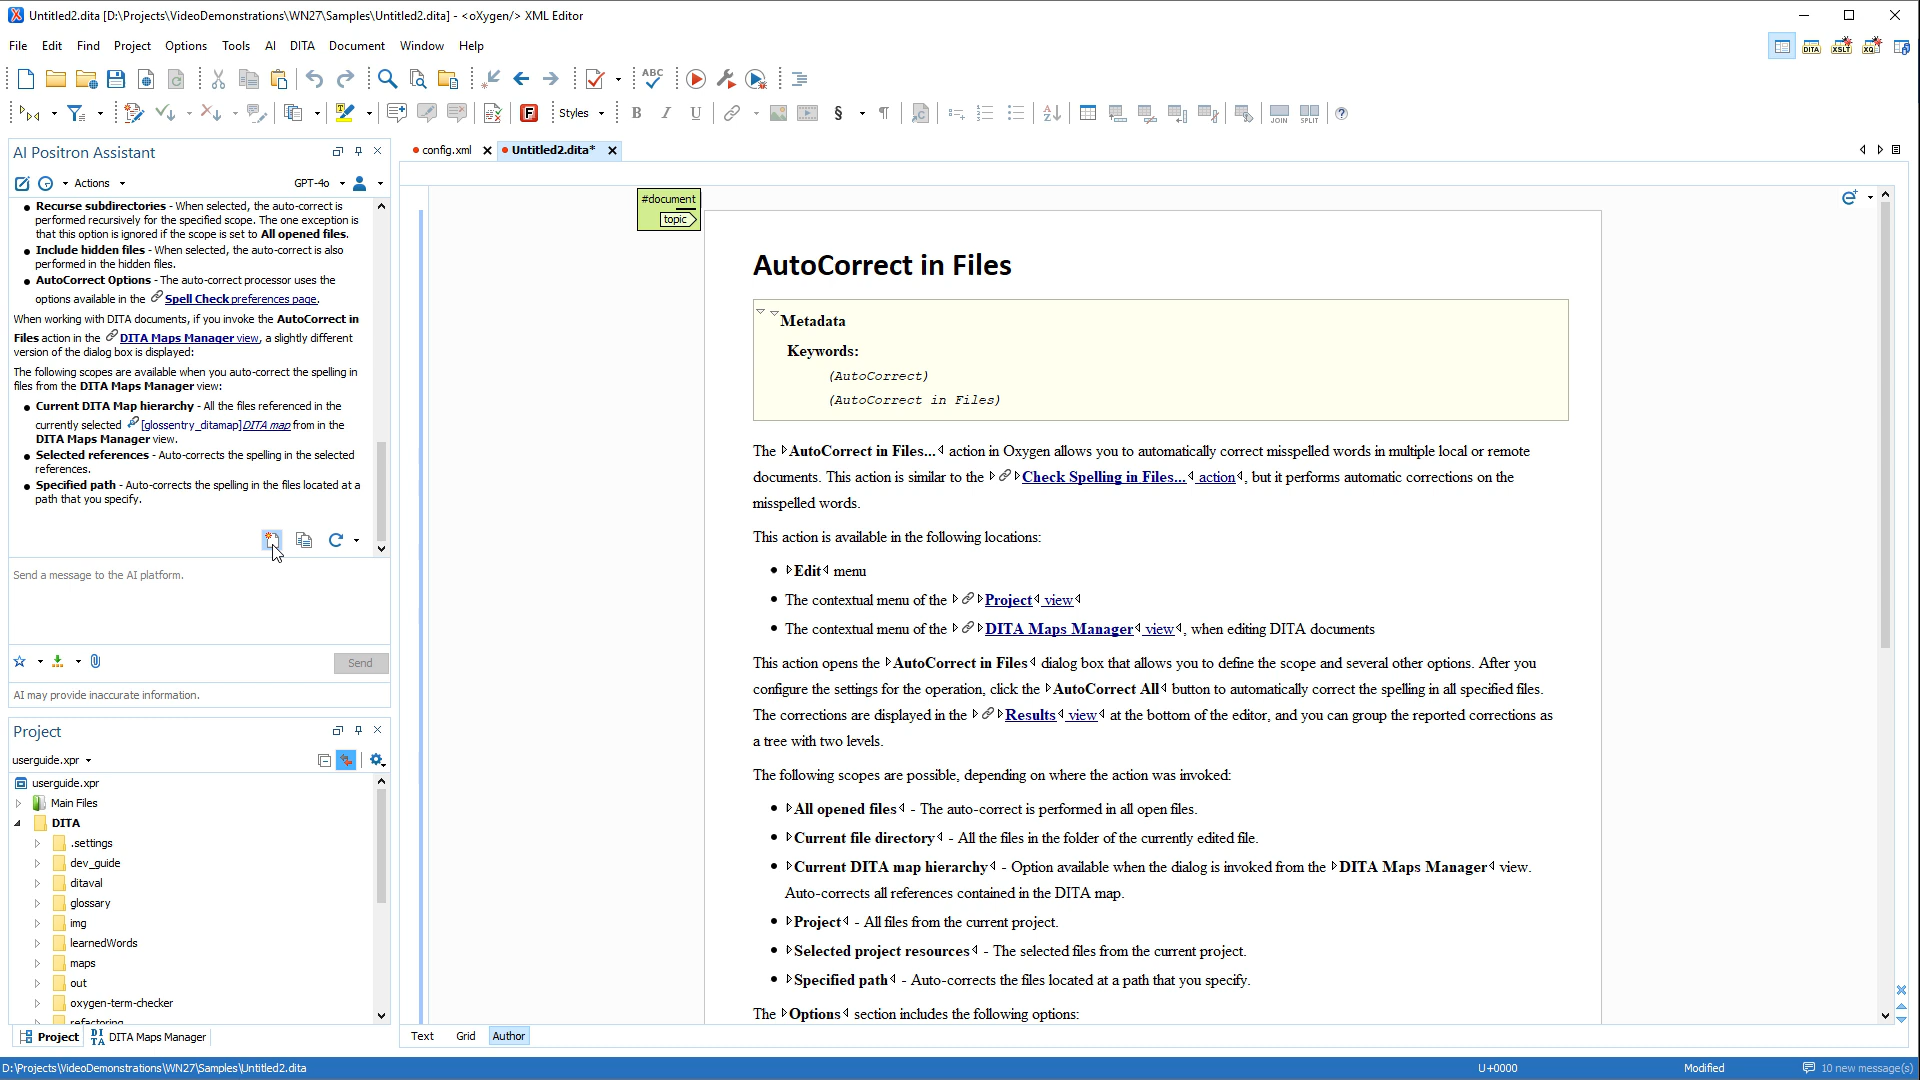 Untitled2.dita [D:\Projects\VideoDemonstrations\WN27\Samples\Untitled2.dita] - <oXygen/> XML Editor
File Edit Find Project Options Tools AI DITA Document Window Help
DITA XSLT XQ
ABC
Styles B I U § ¶ JOIN SPLIT
AI Positron Assistant
Actions GPT-4o
Recurse subdirectories - When selected, the auto-correct is
performed recursively for the specified scope. The one exception is
that this option is ignored if the scope is set to All opened files.
Include hidden files - When selected, the auto-correct is also
performed in the hidden files.
AutoCorrect Options - The auto-correct processor uses the
options available in the Spell Check preferences page.
When working with DITA documents, if you invoke the AutoCorrect in
Files action in the DITA Maps Manager view, a slightly different
version of the dialog box is displayed:
The following scopes are available when you auto-correct the spelling in
files from the DITA Maps Manager view:
Current DITA Map hierarchy - All the files referenced in the
currently selected [glossentry_ditamap]DITA map from in the
DITA Maps Manager view.
Selected references - Auto-corrects the spelling in the selected
references.
Specified path - Auto-corrects the spelling in the files located at a
path that you specify.
Send a message to the AI platform.
Send
AI may provide inaccurate information.
Project
userguide.xpr
userguide.xpr
Main Files
DITA
.settings
dev_guide
ditaval
glossary
img
learnedWords
maps
out
oxygen-term-checker
refactoring
Project DITA Maps Manager
config.xml Untitled2.dita*
#document
topic
AutoCorrect in Files
Metadata
Keywords:
(AutoCorrect)
(AutoCorrect in Files)
The AutoCorrect in Files... action in Oxygen allows you to automatically correct misspelled words in multiple local or remote
documents. This action is similar to the Check Spelling in Files... action, but it performs automatic corrections on the
misspelled words.
This action is available in the following locations:
Edit menu
The contextual menu of the Project view
The contextual menu of the DITA Maps Manager view, when editing DITA documents
This action opens the AutoCorrect in Files dialog box that allows you to define the scope and several other options. After you
configure the settings for the operation, click the AutoCorrect All button to automatically correct the spelling in all specified files.
The corrections are displayed in the Results view at the bottom of the editor, and you can group the reported corrections as
a tree with two levels.
The following scopes are possible, depending on where the action was invoked:
All opened files - The auto-correct is performed in all open files.
Current file directory - All the files in the folder of the currently edited file.
Current DITA map hierarchy - Option available when the dialog is invoked from the DITA Maps Manager view.
Auto-corrects all references contained in the DITA map.
Project - All files from the current project.
Selected project resources - The selected files from the current project.
Specified path - Auto-corrects the files located at a path that you specify.
The Options section includes the following options:
Text Grid Author
D:\Projects\VideoDemonstrations\WN27\Samples\Untitled2.dita U+0000 Modified 10 new message(s)